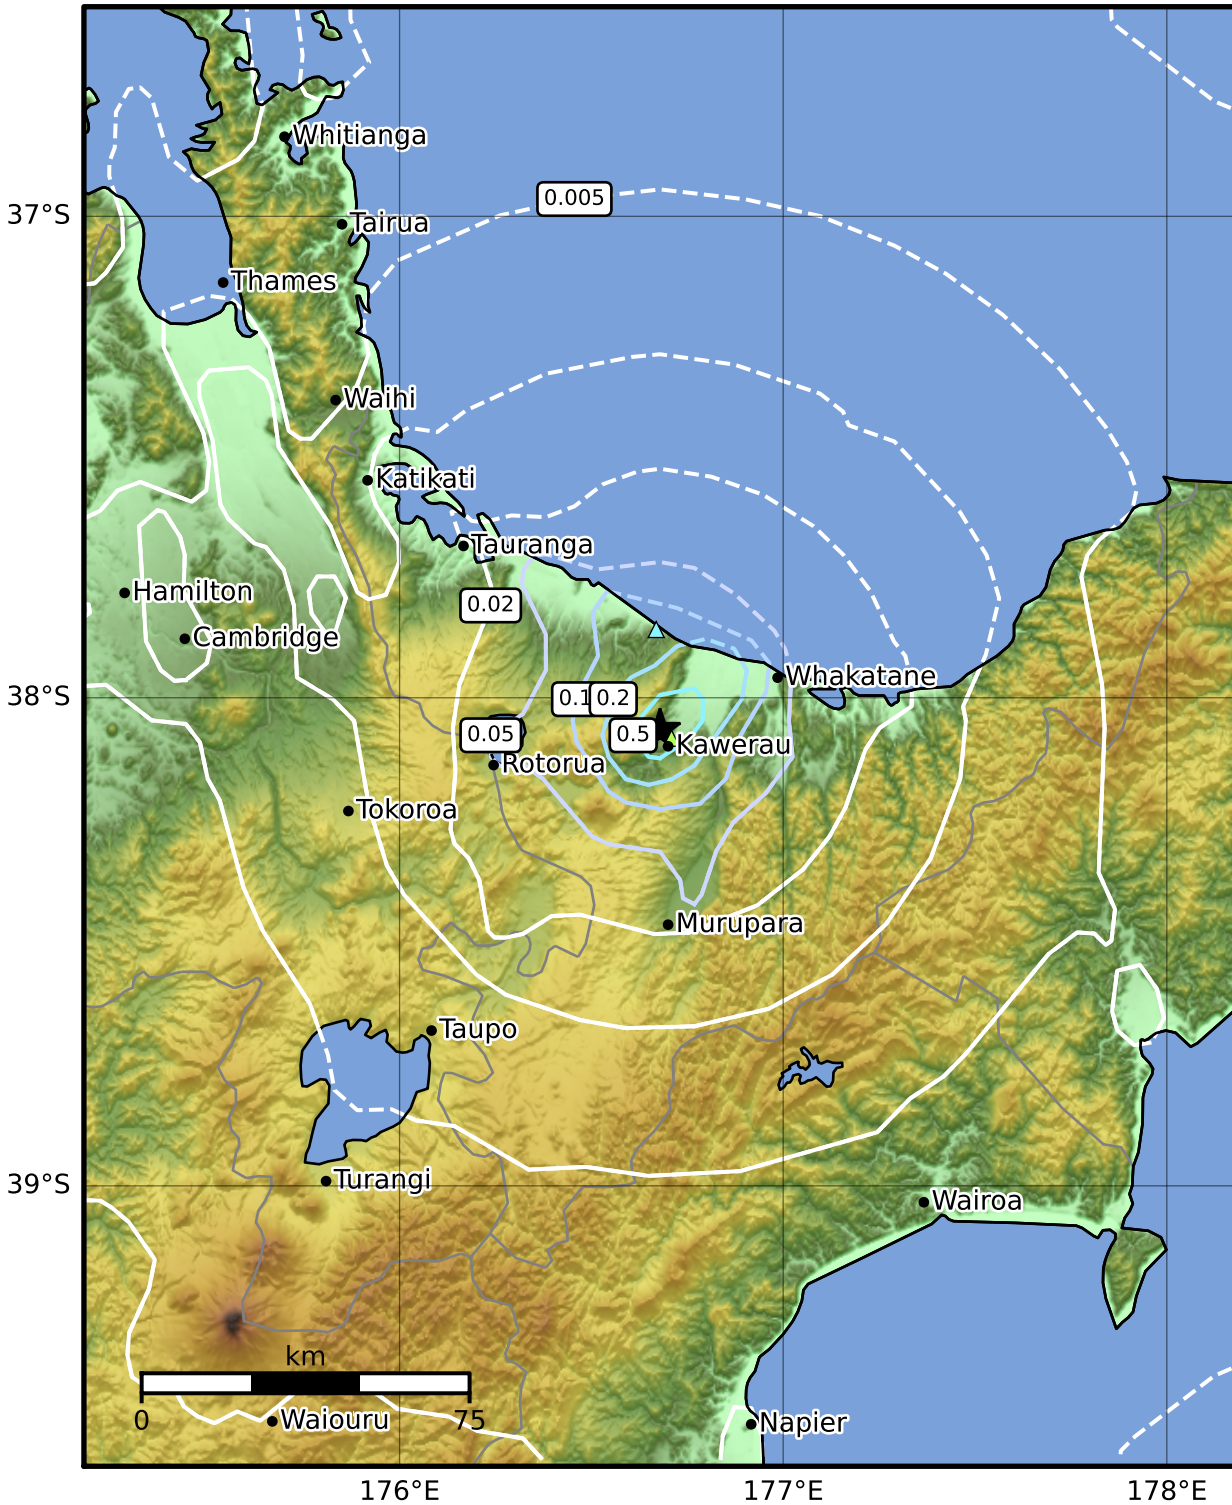 Whitianga
0.005
37°S
Tairua
Thames
Waihi
Katikati
Tauranga
Hamilton
0.02
Cambridge
Whakatane
38°S
0.1
0.2
0.05
0.5
Kawerau
Rotorua
Tokoroa
Murupara
Taupo
Turangi
39°S
Wairoa
km
0
75
Waiouru
Napier
176°E
177°E
178°E